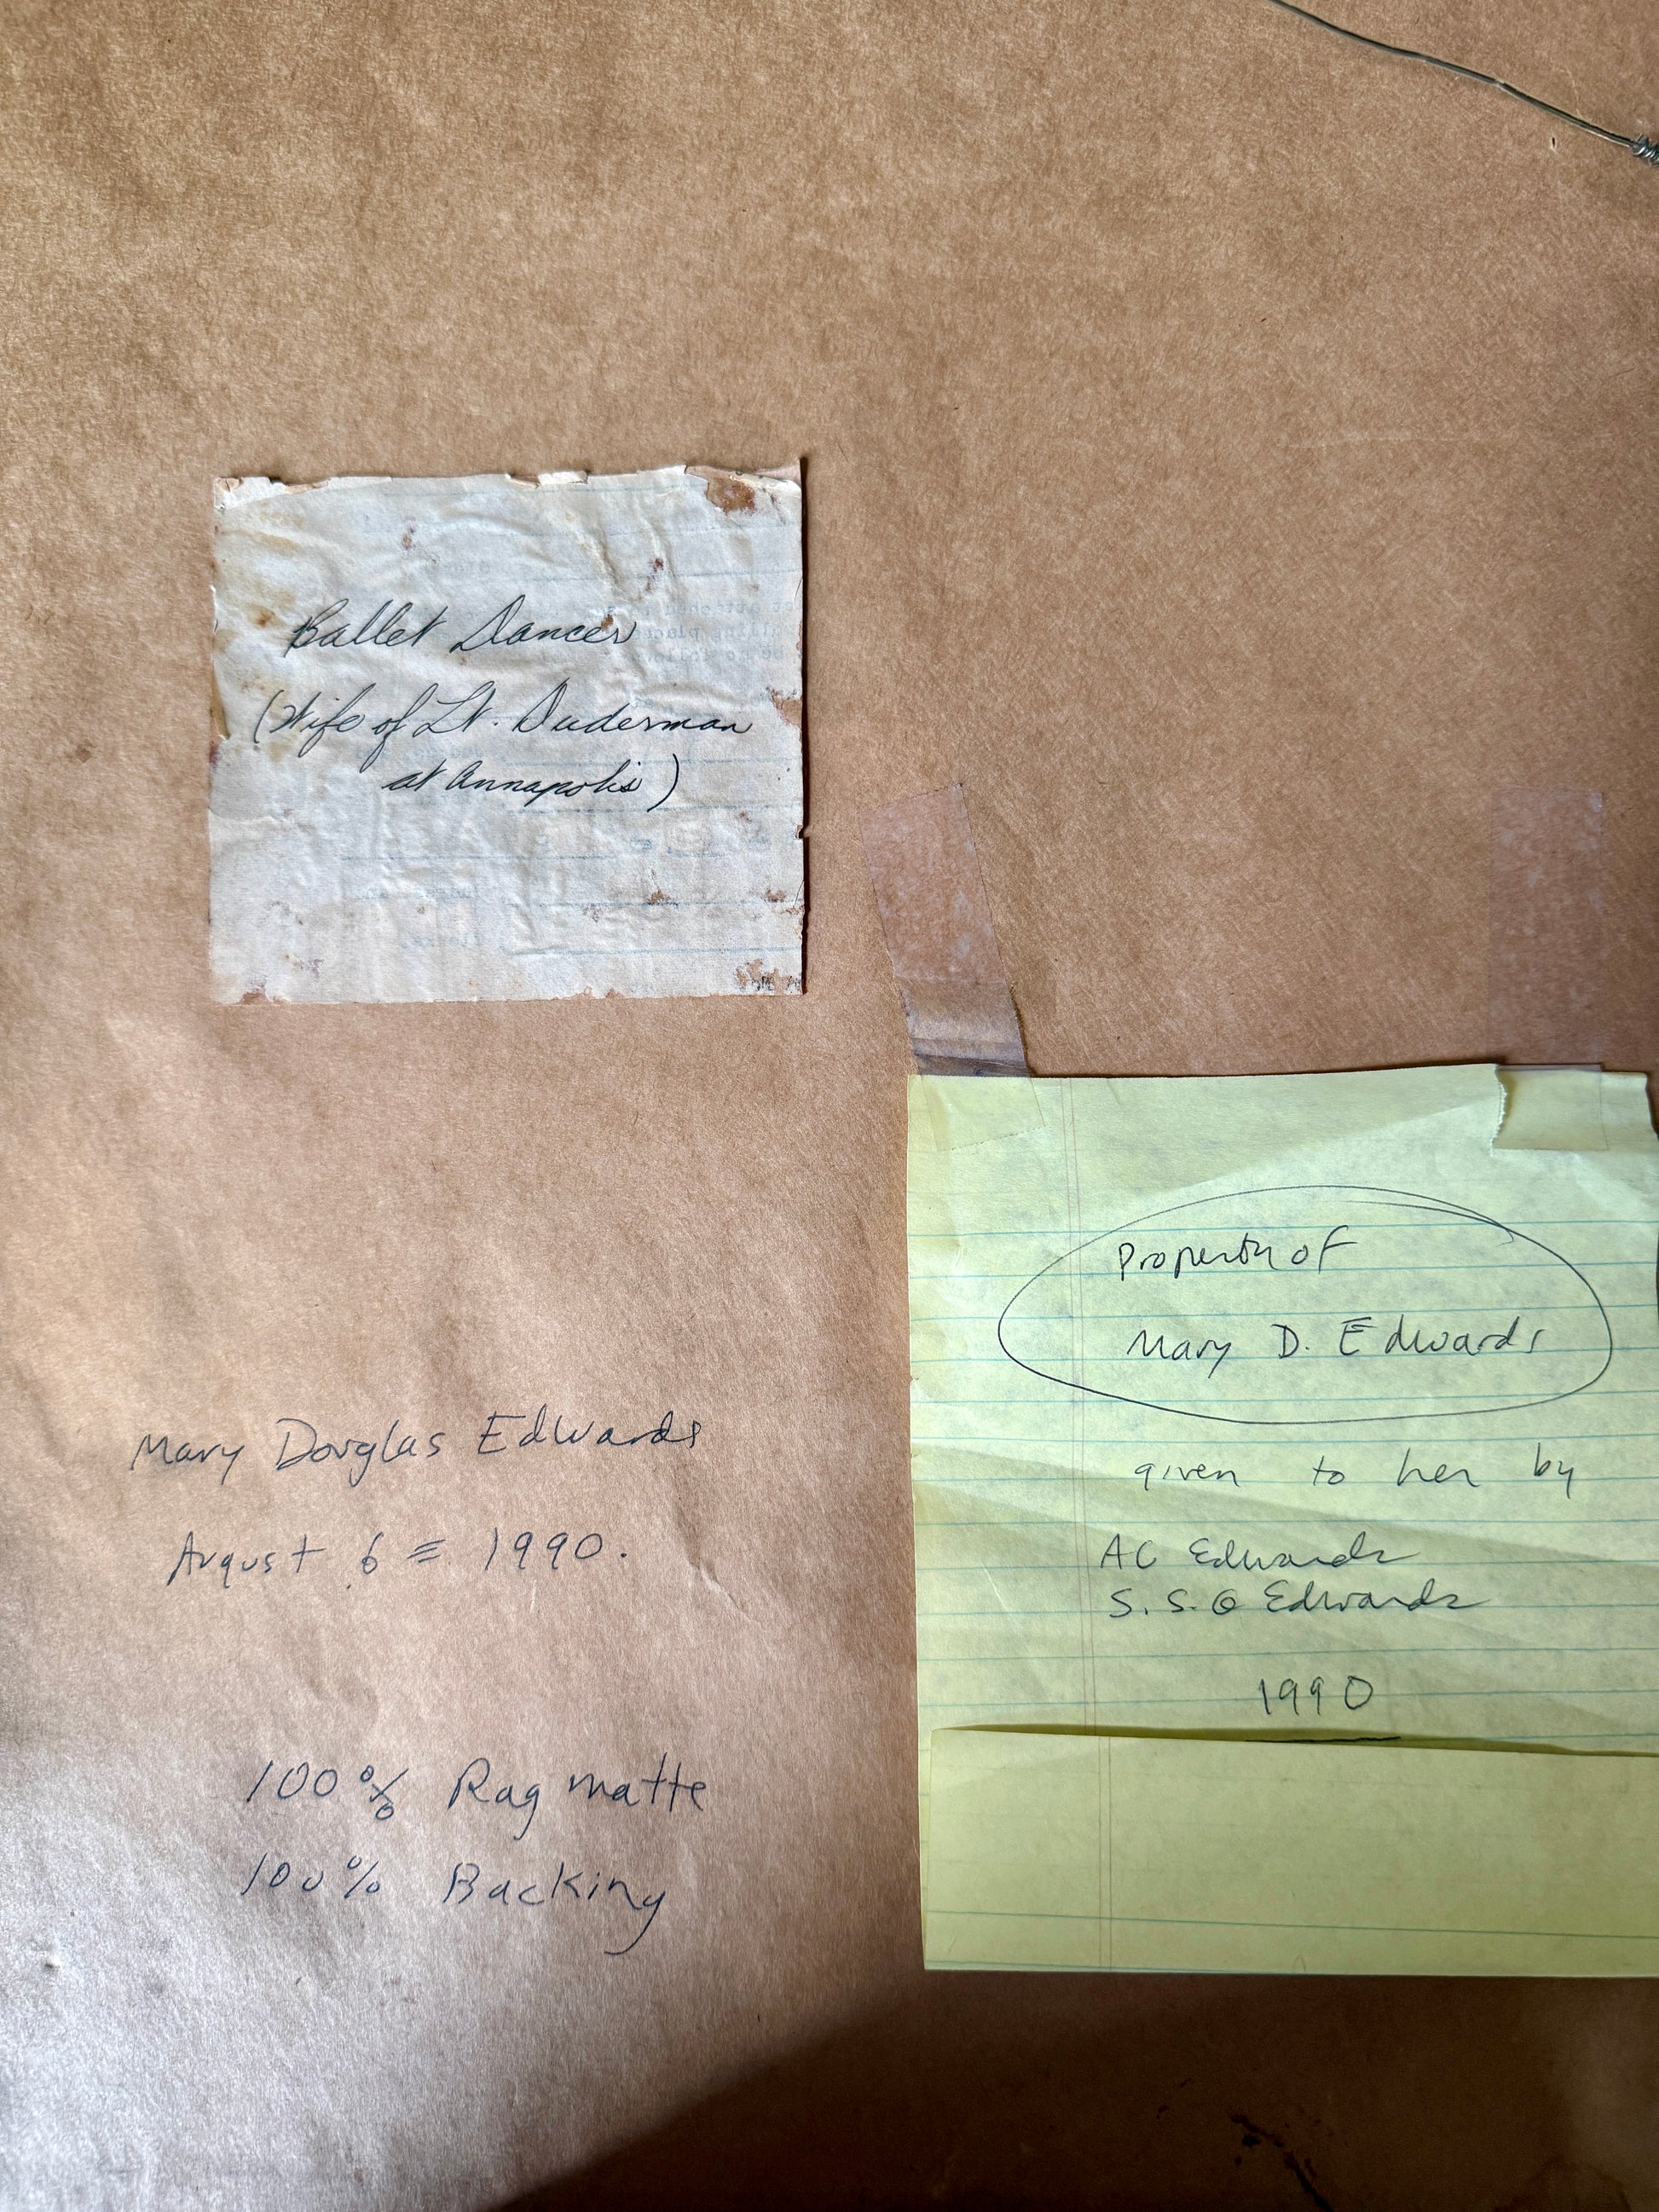 Ballet Dancer
(Wife of Lt. Duderman
at Annapolis)
Property of
Mary D. Edwards
given to her by
AC Edwards
S. S. O Edwards
1990
Mary Douglas Edwards
August 6 = 1990.
100% Rag matte
100% Backing